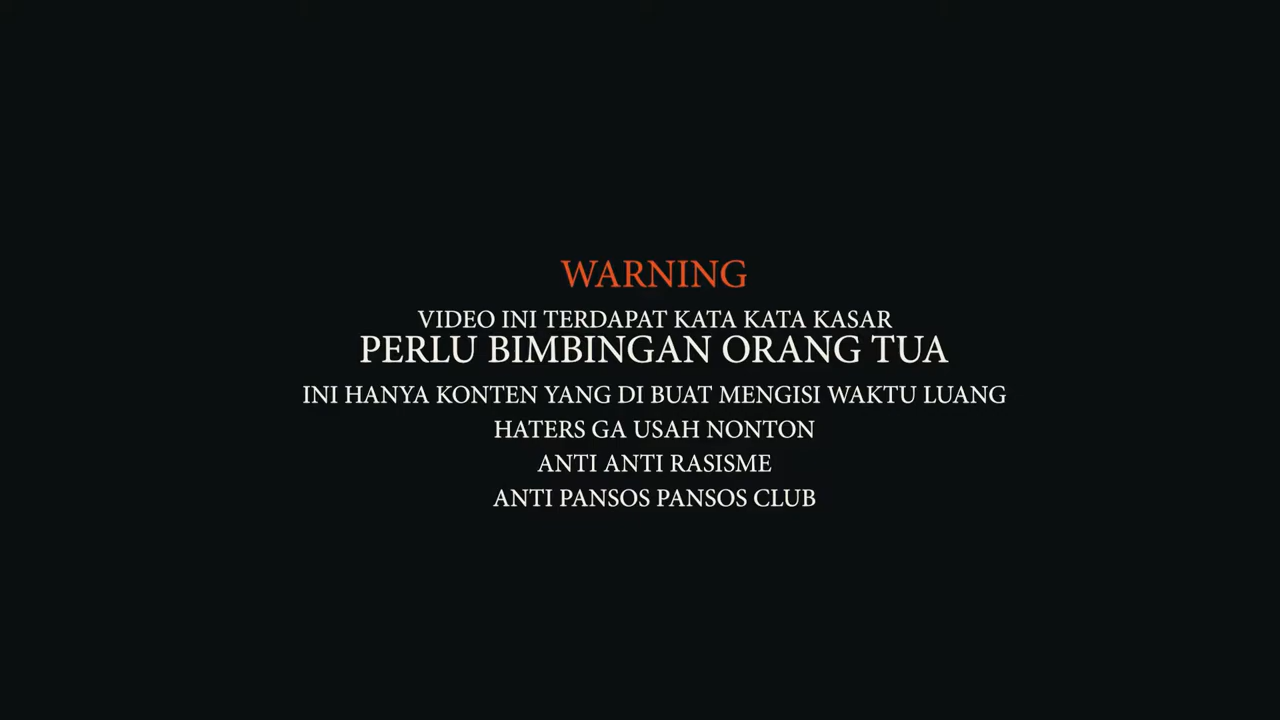 WARNING
VIDEO INI TERDAPAT KATA KATA KASAR
PERLU BIMBINGAN ORANG TUA
INI HANYA KONTEN YANG DI BUAT MENGISI WAKTU LUANG
HATERS GA USAH NONTON
ANTI ANTI RASISME
ANTI PANSOS PANSOS CLUB